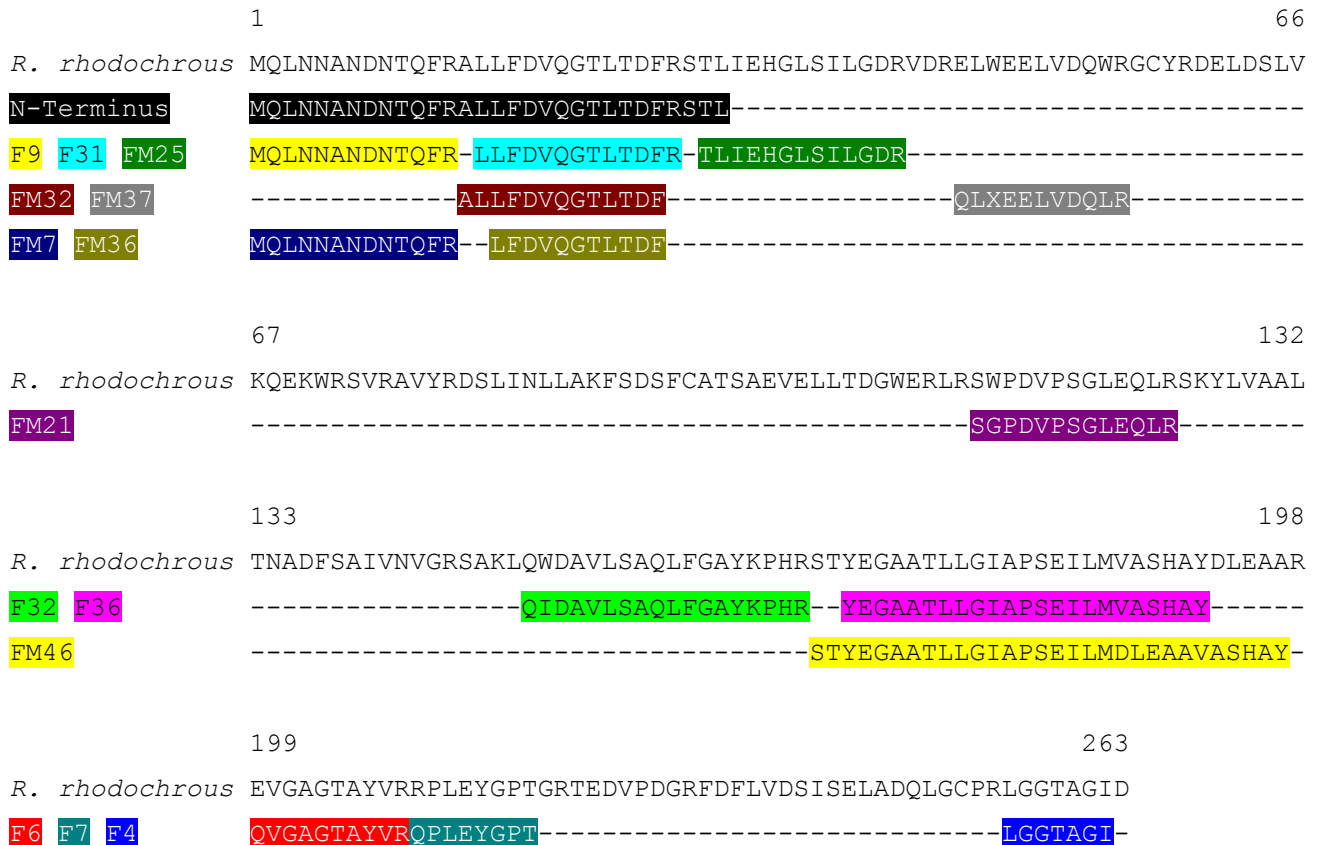 1 66
R. rhodochrous MQLNNANDNTQFRALLFDVQGTLTDFRSTLIEHGLSILGDRVDRELWEELVDQWRGCYRDELDSLV
N-Terminus MQLNNANDNTQFRALLFDVQGTLTDFRSTL------------------------------------
F9 F31 FM25 MQLNNANDNTQFR-LLFDVQGTLTDFR-TLIEHGLSILGDR-------------------------
FM32 FM37 -------------ALLFDVQGTLTDF------------------QLXEELVDQLR-----------
FM7 FM36 MQLNNANDNTQFR--LFDVQGTLTDF----------------------------------------
67 132
R. rhodochrous KQEKWRSVRAVYRDSLINLLAKFSDSFCATSAEVELLTDGWERLRSWPDVPSGLEQLRSKYLVAAL
FM21 ---------------------------------------------SGPDVPSGLEQLR--------
133 198
R. rhodochrous TNADFSAIVNVGRSAKLQWDAVLSAQLFGAYKPHRSTYEGAATLLGIAPSEILMVASHAYDLEAAR
F32 F36 -----------------QIDAVLSAQLFGAYKPHR--YEGAATLLGIAPSEILMVASHAY------
FM46 -----------------------------------STYEGAATLLGIAPSEILMDLEAAVASHAY-
199 263
R. rhodochrous EVGAGTAYVRRPLEYGPTGRTEDVPDGRFDFLVDSISELADQLGCPRLGGTAGID
F6 F7 F4 QVGAGTAYVRQPLEYGPT-----------------------------LGGTAGI-